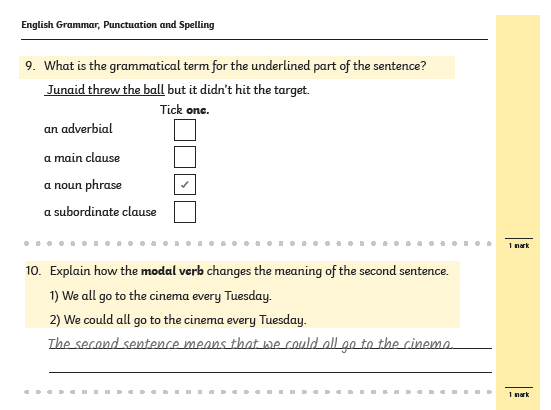 English Grammar, Punctuation and Spelling
9. What is the grammatical term for the underlined part of the sentence?
Junaid threw the ball but it didn't hit the target.
Tick one.
an adverbial
a main clause
a noun phrase ✓
a subordinate clause
1 mark
10. Explain how the modal verb changes the meaning of the second sentence.
1) We all go to the cinema every Tuesday.
2) We could all go to the cinema every Tuesday.
The second sentence means that we could all go to the cinema.
1 mark